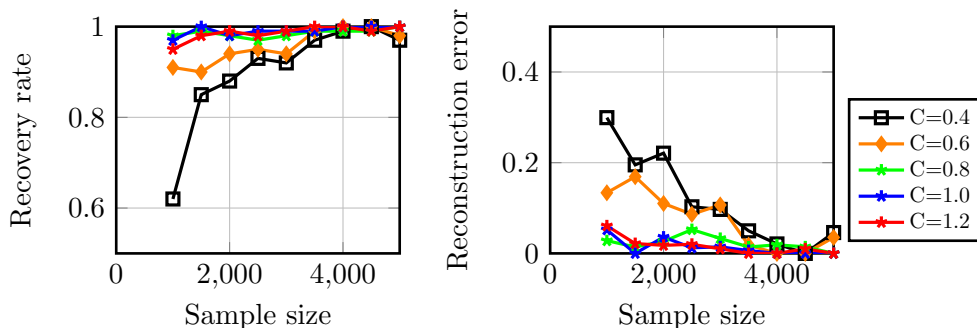 Recovery rate
1
0.8
0.6
0
2,000
4,000
Sample size
Reconstruction error
0.4
0.2
0
0
2,000
4,000
Sample size
C=0.4
C=0.6
C=0.8
C=1.0
C=1.2